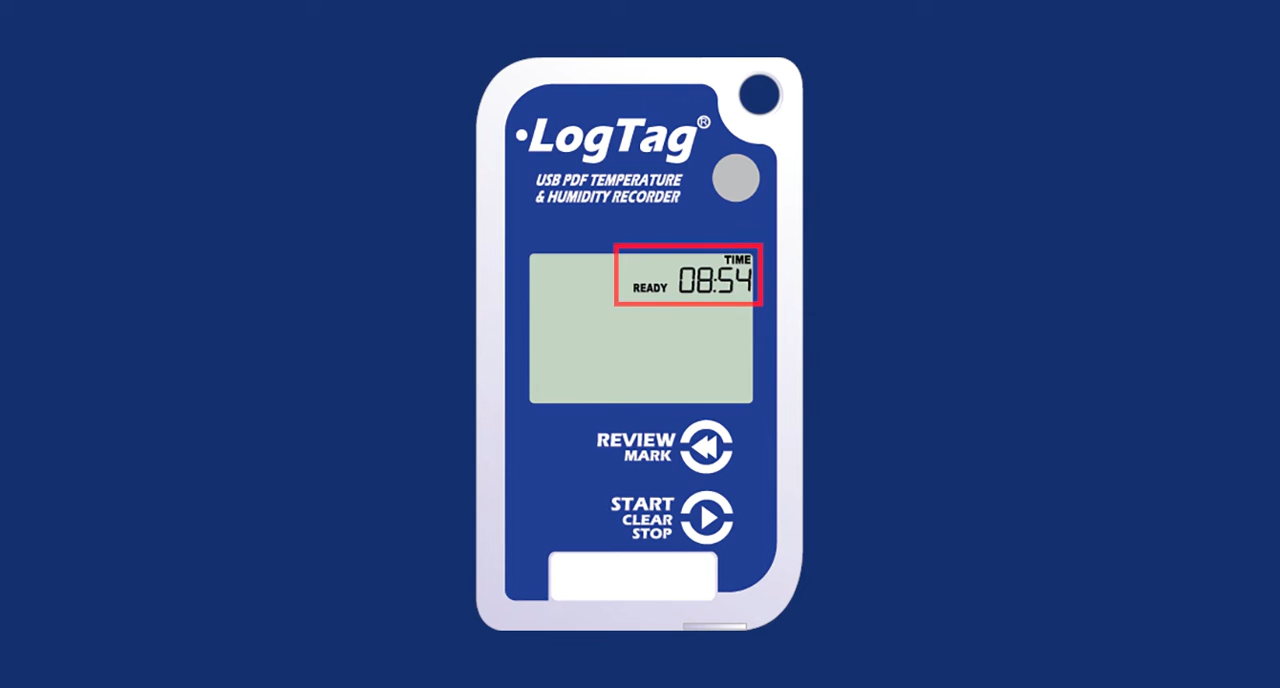 LogTag®
USB PDF TEMPERATURE
& HUMIDITY RECORDER
TIME
READY 08:54
REVIEW
MARK
START
CLEAR
STOP